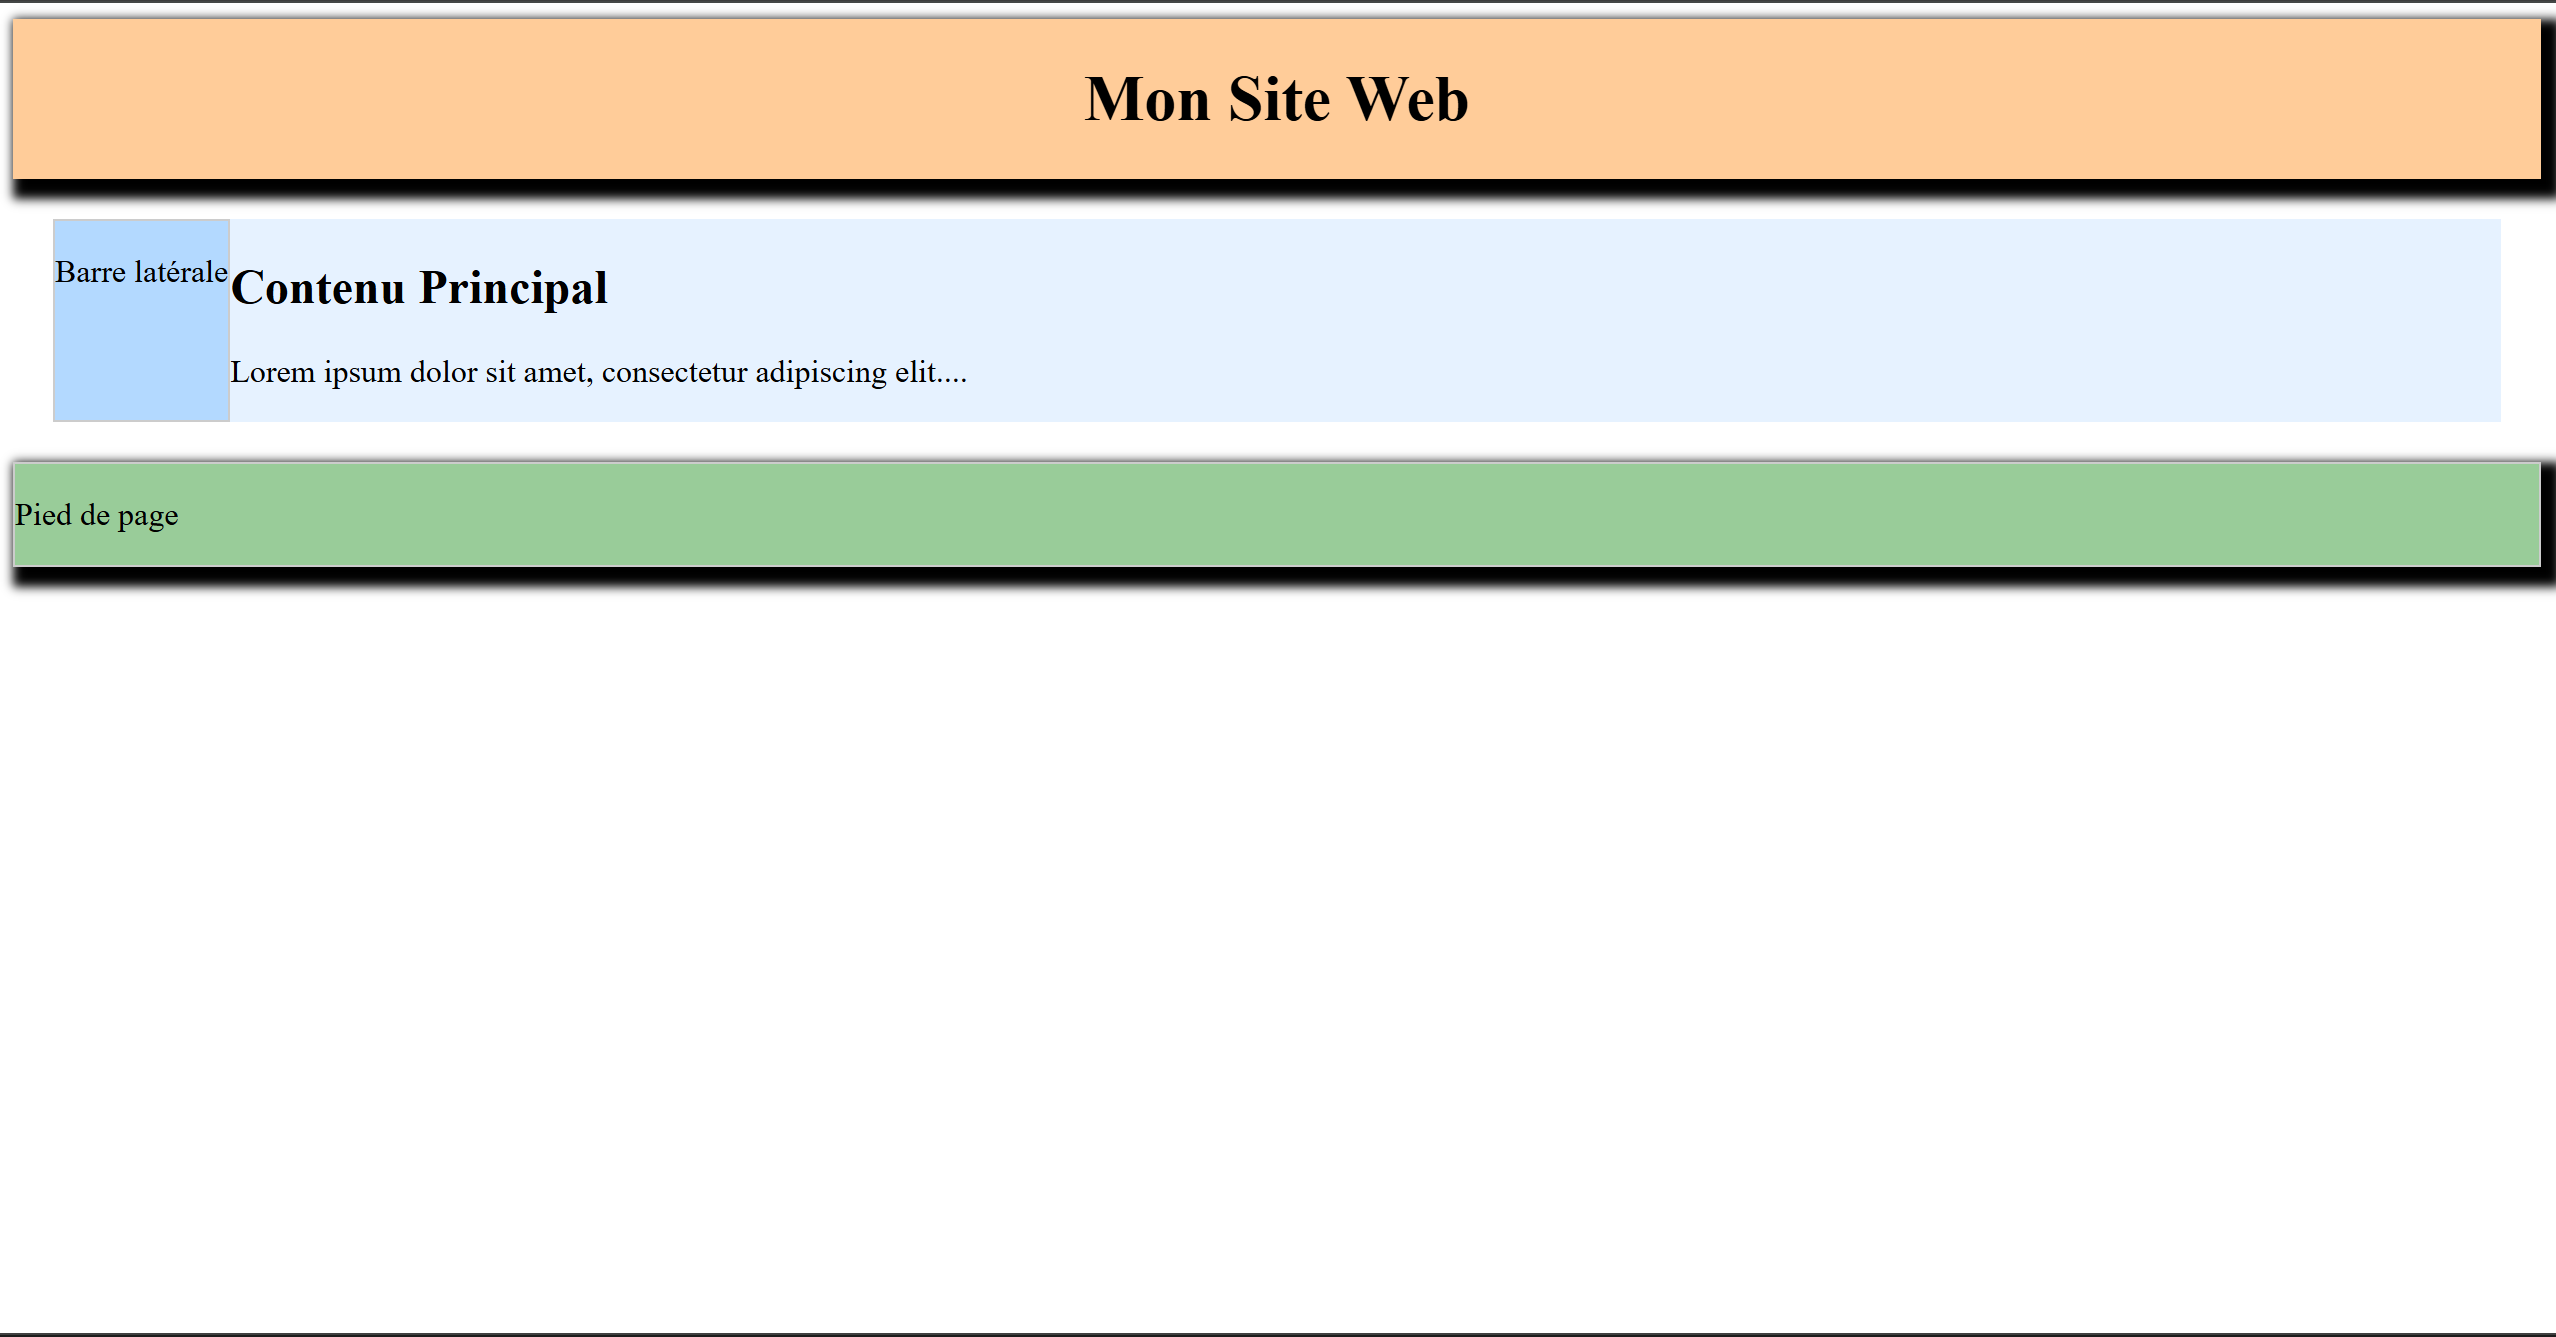 Mon Site Web
Barre latérale
Contenu Principal
Lorem ipsum dolor sit amet, consectetur adipiscing elit....
Pied de page